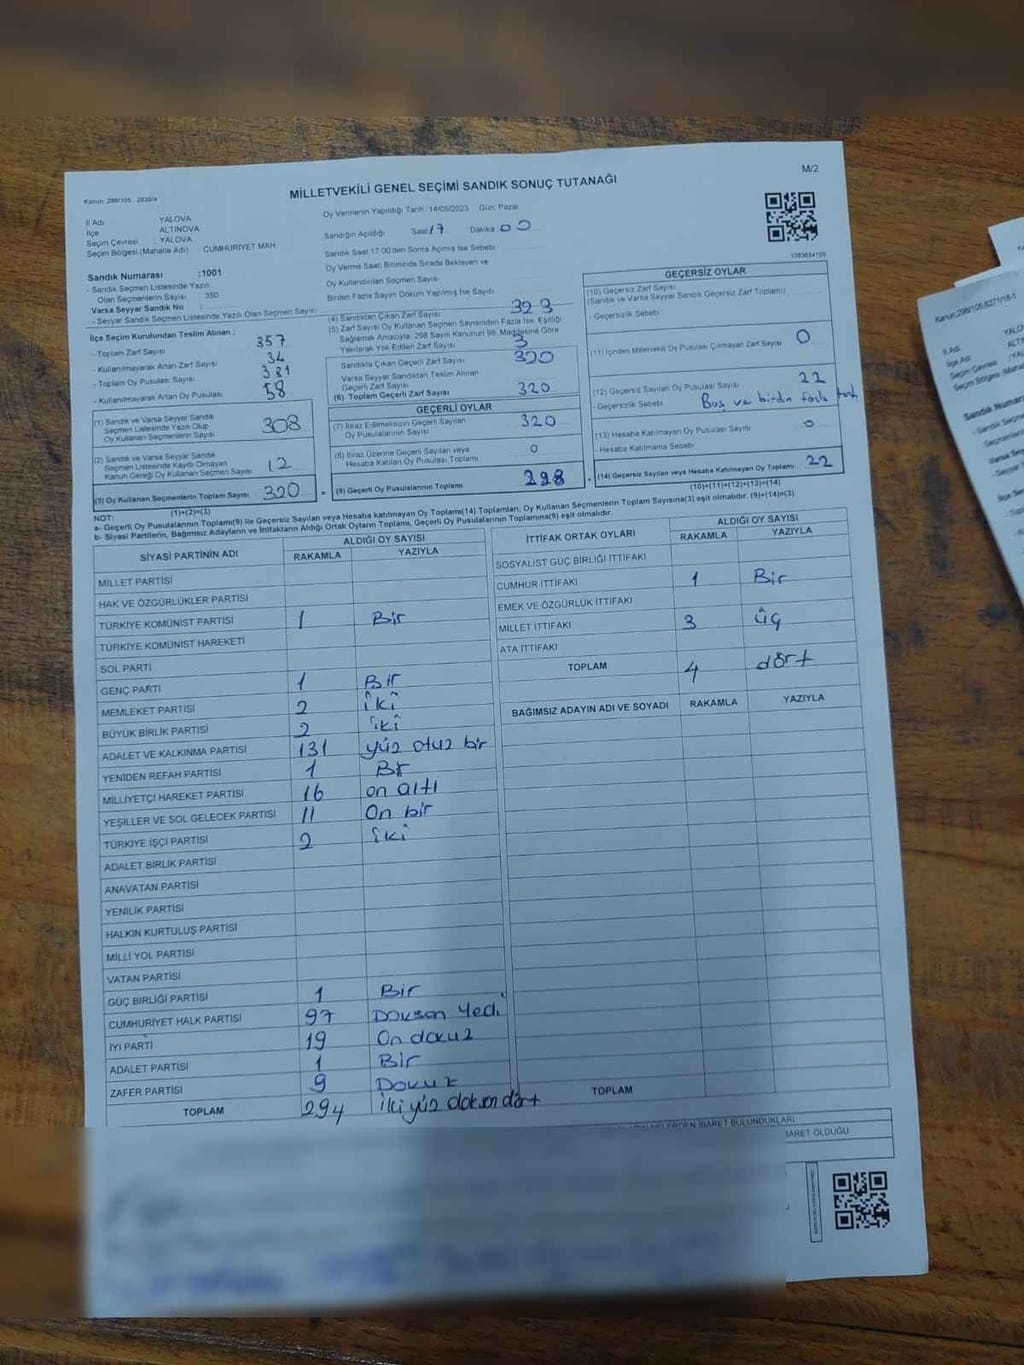 M/2
MİLLETVEKİLİ GENEL SEÇİMİ SANDIK SONUÇ TUTANAĞI
İl Adı : YALOVA
İlçe : ALTINOVA
Seçim Çevresi : YALOVA
Seçim Bölgesi (Mahalle Adı) : CUMHURİYET MAH.
Oy Vermenin Yapıldığı Tarih: 14/05/2023 Gün: Pazar
Sandığın Açıldığı Saat 17 Dakika 00
Sandık Saat 17:00'den Sonra Açılmış İse Sebebi
Oy Verme Saati Bitiminde Sırada Bekleyen ve
Oy Kullandırılan Seçmen Sayısı
Birden Fazla Sayım Döküm Yapılmış İse Sayısı
Sandık Numarası :1001
- Sandık Seçmen Listesinde Yazılı
Olan Seçmenlerin Sayısı : 350
Varsa Seyyar Sandık No
- Seyyar Sandık Seçmen Listesinde Yazılı Olan Seçmen Sayısı
İlçe Seçim Kurulundan Teslim Alınan :
- Toplam Zarf Sayısı 357
- Kullanılmayarak Artan Zarf Sayısı 34
- Toplam Oy Pusulası Sayısı 381
- Kullanılmayarak Artan Oy Pusulası 58
(1) Sandık ve Varsa Seyyar Sandık
Seçmen Listesinde Yazılı Olup
Oy Kullanan Seçmenlerin Sayısı 308
(2) Sandık ve Varsa Seyyar Sandık
Seçmen Listesinde Kayıtlı Olmayan
Kanun Gereği Oy Kullanan Seçmen Sayısı 12
(3) Oy Kullanan Seçmenlerin Toplam Sayısı 320
(1)+(2)=(3)
(4) Sandıktan Çıkan Zarf Sayısı 323
(5) Zarf Sayısı Oy Kullanan Seçmen Sayısından Fazla İse, Eşitliği
Sağlamak Amacıyla; 298 Sayılı Kanunun 98. Maddesine Göre
Yakılarak Yok Edilen Zarf Sayısı 3
Sandıkta Çıkan Geçerli Zarf Sayısı 320
Varsa Seyyar Sandıktan Teslim Alınan
Geçerli Zarf Sayısı
(6) Toplam Geçerli Zarf Sayısı 320
GEÇERLİ OYLAR
(7) İtiraz Edilmeksizin Geçerli Sayılan
Oy Pusulalarının Sayısı 320
(8) İtiraz Üzerine Geçerli Sayılan veya
Hesaba Katılan Oy Pusulası Toplamı 0
= (9) Geçerli Oy Pusulalarının Toplamı 298
GEÇERSİZ OYLAR
(10) Geçersiz Zarf Sayısı
(Sandık ve Varsa Seyyar Sandık Geçersiz Zarf Toplamı)
- Geçersizlik Sebebi
(11) İçinden Milletvekili Oy Pusulası Çıkmayan Zarf Sayısı 0
(12) Geçersiz Sayılan Oy Pusulası Sayısı 22
- Geçersizlik Sebebi Boş ve birden fazla
(13) Hesaba Katılmayan Oy Pusulası Sayısı 0
- Hesaba Katılmama Sebebi
+ (14) Geçersiz Sayılan veya Hesaba Katılmayan Oy Toplamı 22
(10)+(11)+(12)+(13)=(14)
NOT:
a- Geçerli Oy Pusulalarının Toplamı(9) ile Geçersiz Sayılan veya Hesaba katılmayan Oy Toplamları(14) Toplamları, Oy Kullanan Seçmenlerin Toplam Sayısına(3) eşit olmalıdır. (9)+(14)=(3)
b- Siyasi Partilerin, Bağımsız Adayların ve İttifakların Aldığı Ortak Oyların Toplamı, Geçerli Oy Pusulalarının Toplamına(9) eşit olmalıdır.
SİYASİ PARTİNİN ADI ALDIĞI OY SAYISI
RAKAMLA YAZIYLA
MİLLET PARTİSİ
HAK VE ÖZGÜRLÜKLER PARTİSİ
TÜRKİYE KOMÜNİST PARTİSİ 1 Bir
TÜRKİYE KOMÜNİST HAREKETİ
SOL PARTİ
GENÇ PARTİ 1 Bir
MEMLEKET PARTİSİ 2 iki
BÜYÜK BİRLİK PARTİSİ 2 iki
ADALET VE KALKINMA PARTİSİ 131 yüz otuz bir
YENİDEN REFAH PARTİSİ 1 Bir
MİLLİYETÇİ HAREKET PARTİSİ 16 on altı
YEŞİLLER VE SOL GELECEK PARTİSİ 11 On bir
TÜRKİYE İŞÇİ PARTİSİ 2 iki
ADALET BİRLİK PARTİSİ
ANAVATAN PARTİSİ
YENİLİK PARTİSİ
HALKIN KURTULUŞ PARTİSİ
MİLLİ YOL PARTİSİ
VATAN PARTİSİ
GÜÇ BİRLİĞİ PARTİSİ 1 Bir
CUMHURİYET HALK PARTİSİ 97 Doksan Yedi
İYİ PARTİ 19 On dokuz
ADALET PARTİSİ 1 Bir
ZAFER PARTİSİ 9 Dokuz
TOPLAM 294 iki yüz doksan dört
İTTİFAK ORTAK OYLARI ALDIĞI OY SAYISI
RAKAMLA YAZIYLA
SOSYALİST GÜÇ BİRLİĞİ İTTİFAKI
CUMHUR İTTİFAKI 1 Bir
EMEK VE ÖZGÜRLÜK İTTİFAKI
MİLLET İTTİFAKI 3 üç
ATA İTTİFAKI
TOPLAM 4 dört
BAĞIMSIZ ADAYIN ADI VE SOYADI RAKAMLA YAZIYLA
TOPLAM
İBARET BULUNDUKLARI
BARET OLDUĞU